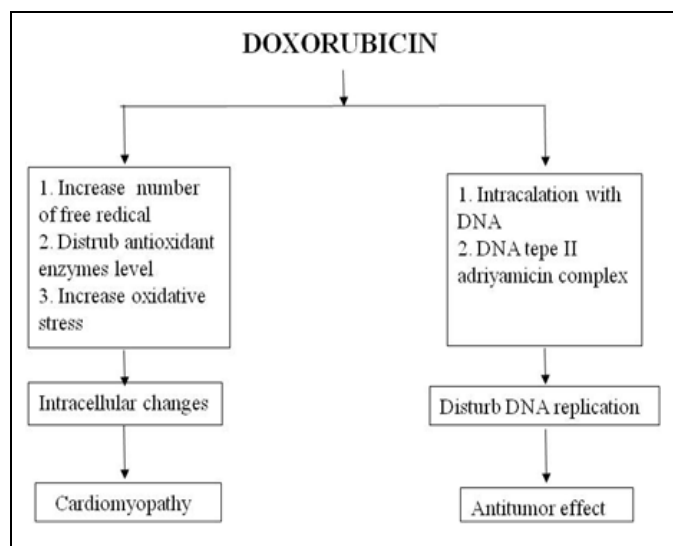 DOXORUBICIN
1. Increase number
of free redical
2. Distrub antioxidant
enzymes level
3. Increase oxidative
stress
Intracellular changes
Cardiomyopathy
1. Intracalation with
DNA
2. DNA tepe II
adriyamicin complex
Disturb DNA replication
Antitumor effect